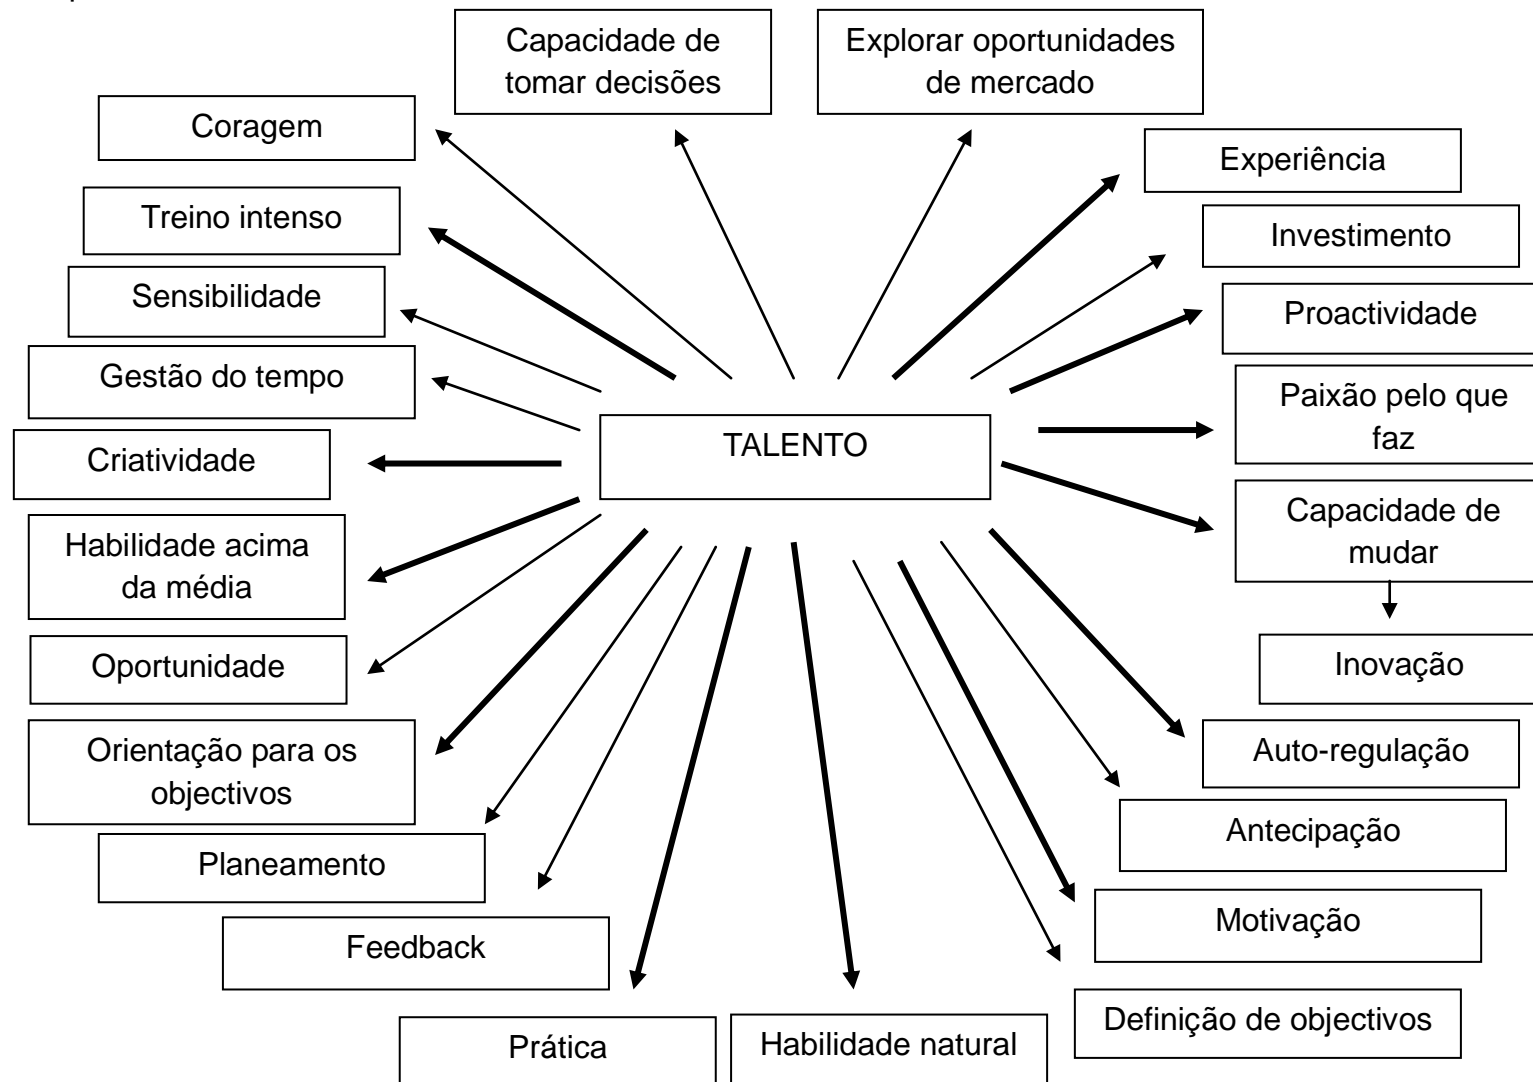 Capacidade de
tomar decisões
Explorar oportunidades
de mercado
Coragem
Experiência
Treino intenso
Investimento
Sensibilidade
Proactividade
Gestão do tempo
Paixão pelo que
faz
TALENTO
Criatividade
Capacidade de
mudar
Habilidade acima
da média
Oportunidade
Inovação
Orientação para os
objectivos
Auto-regulação
Antecipação
Planeamento
Motivação
Feedback
Definição de objectivos
Prática
Habilidade natural